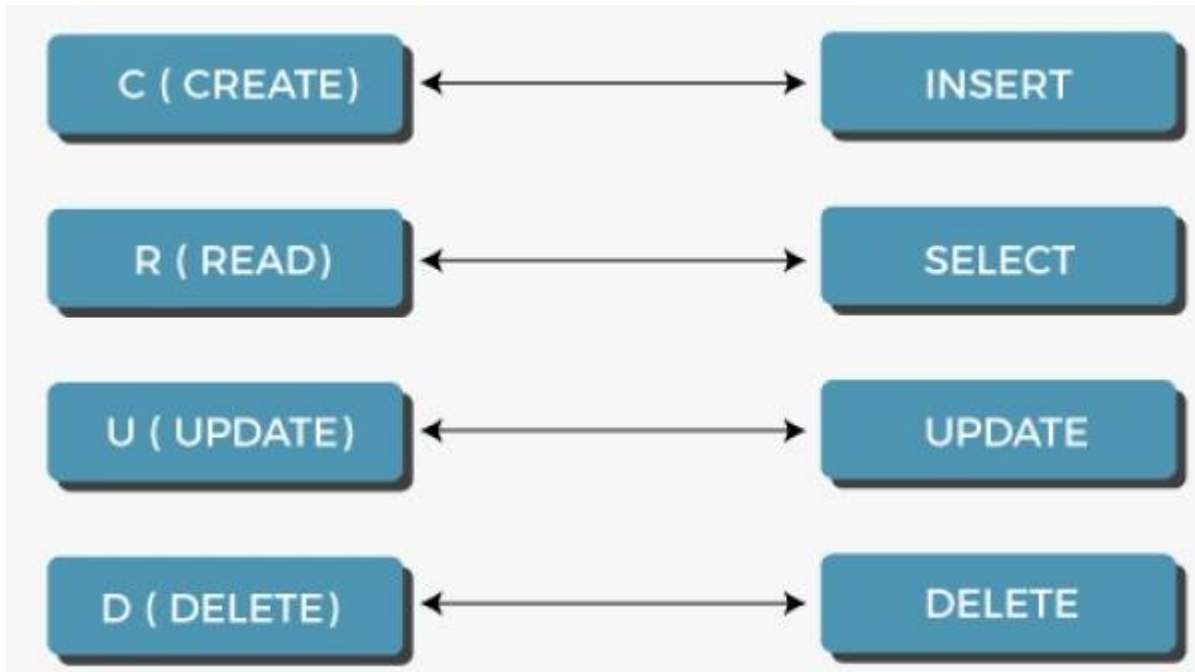 C ( CREATE)
INSERT
R ( READ)
SELECT
U ( UPDATE)
UPDATE
D ( DELETE)
DELETE